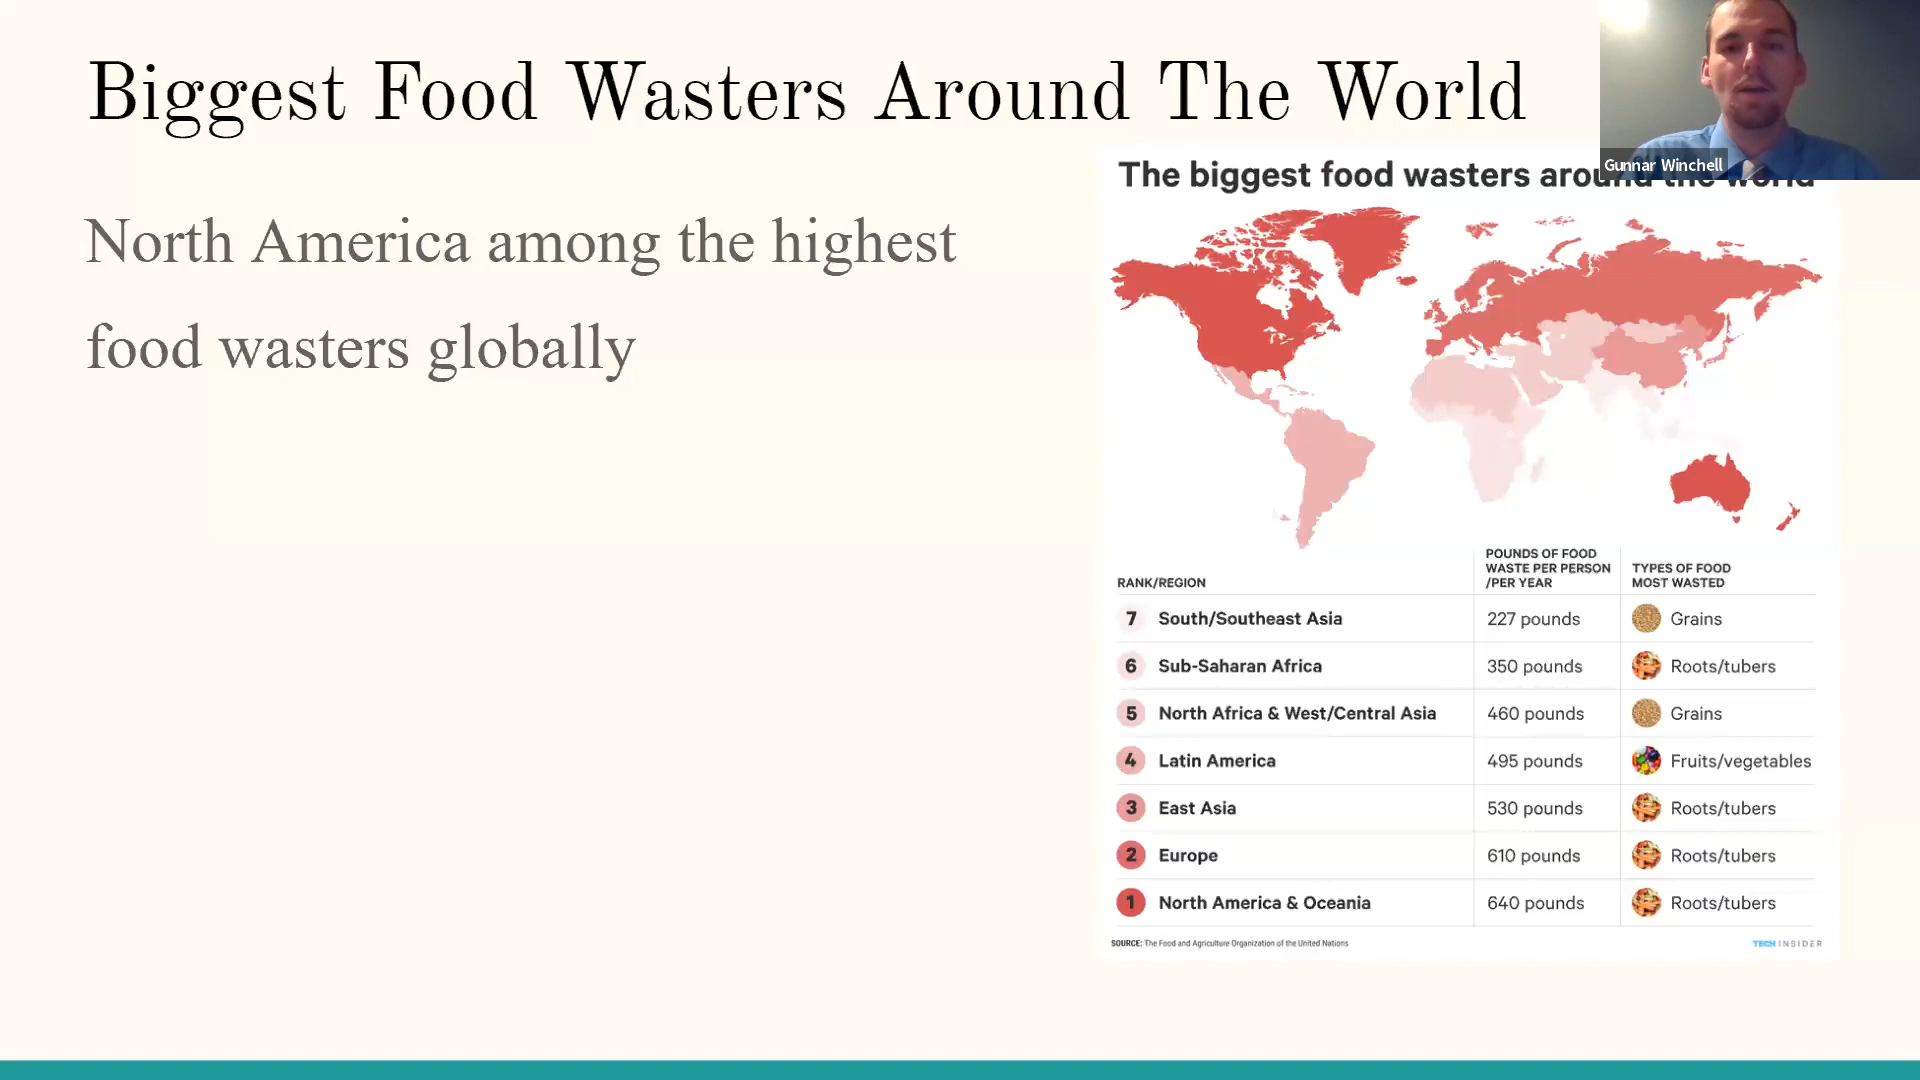 Biggest Food Wasters Around The World
Gunnar Winchell
North America among the highest
food wasters globally
The biggest food wasters around the world
POUNDS OF FOOD
WASTE PER PERSON
/PER YEAR
TYPES OF FOOD
MOST WASTED
RANK/REGION
7 South/Southeast Asia 227 pounds Grains
6 Sub-Saharan Africa 350 pounds Roots/tubers
5 North Africa & West/Central Asia 460 pounds Grains
4 Latin America 495 pounds Fruits/vegetables
3 East Asia 530 pounds Roots/tubers
2 Europe 610 pounds Roots/tubers
1 North America & Oceania 640 pounds Roots/tubers
SOURCE: The Food and Agriculture Organization of the United Nations
TECH INSIDER